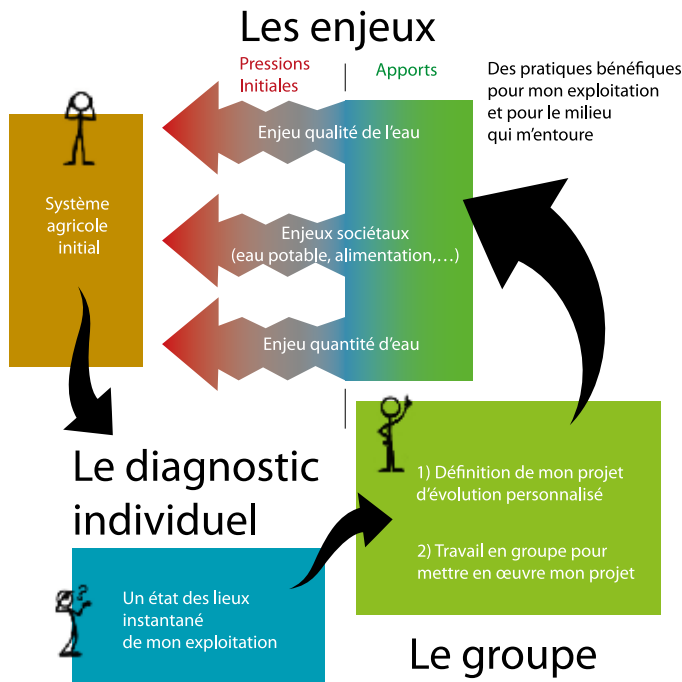 Les enjeux
Pressions
Initiales
Apports
Des pratiques bénéfiques
pour mon exploitation
et pour le milieu
qui m'entoure
Enjeu qualité de l'eau
Système
agricole
initial
Enjeux sociétaux
(eau potable, alimentation,…)
Enjeu quantité d'eau
Le diagnostic
individuel
?
Un état des lieux
instantané
de mon exploitation
1) Définition de mon projet
d'évolution personnalisé
2) Travail en groupe pour
mettre en œuvre mon projet
Le groupe